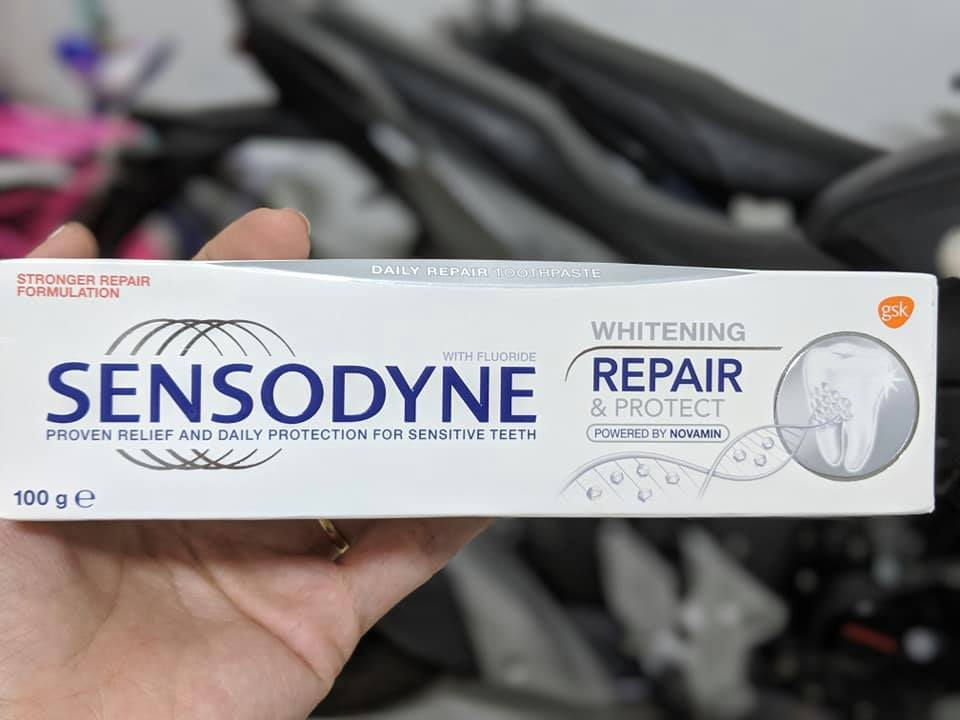 DAILY REPAIR TOOTHPASTE
STRONGER REPAIR
FORMULATION
gsk
WITH FLUORIDE
SENSODYNE
PROVEN RELIEF AND DAILY PROTECTION FOR SENSITIVE TEETH
WHITENING
REPAIR
& PROTECT
POWERED BY NOVAMIN
100 g ℮